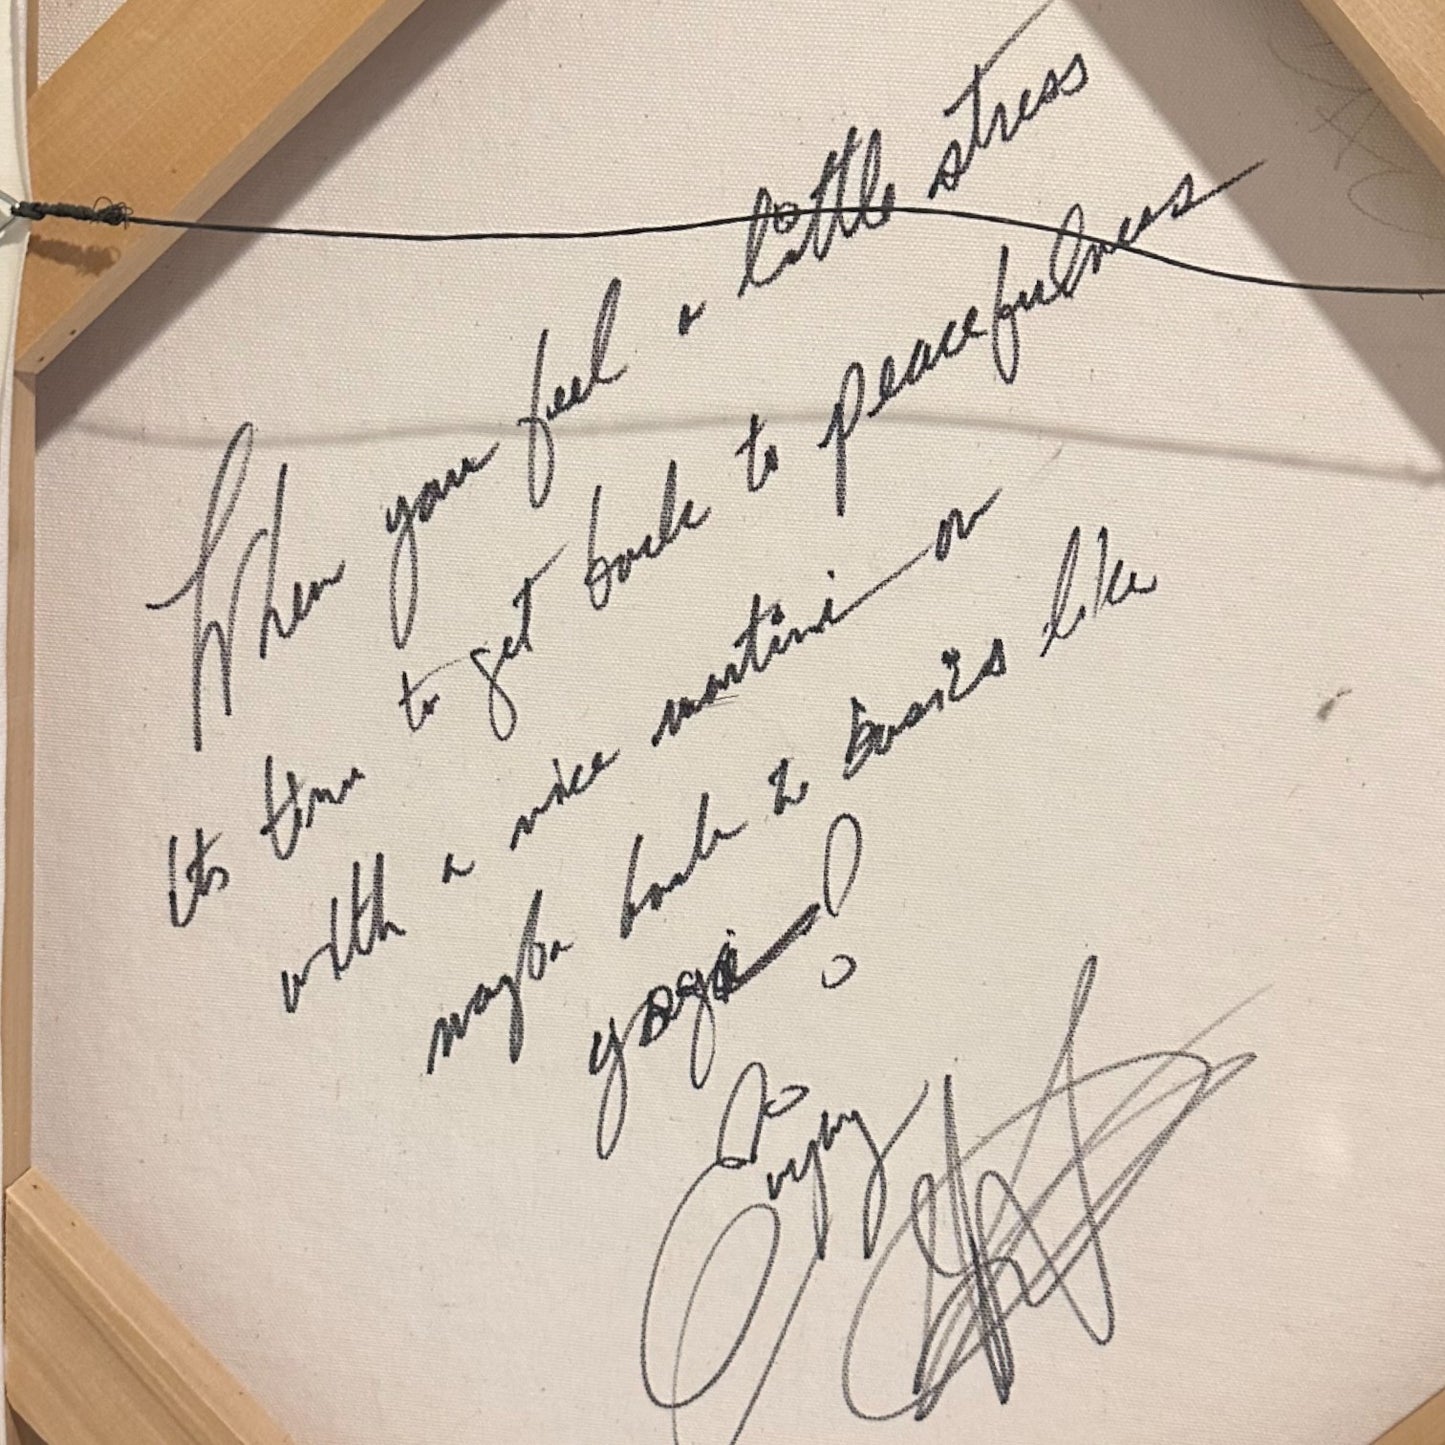 When you feel a little stress
Its time to get back to peacefulness
with a nice martini or
maybe back to basics like
yoga!
Enjoy